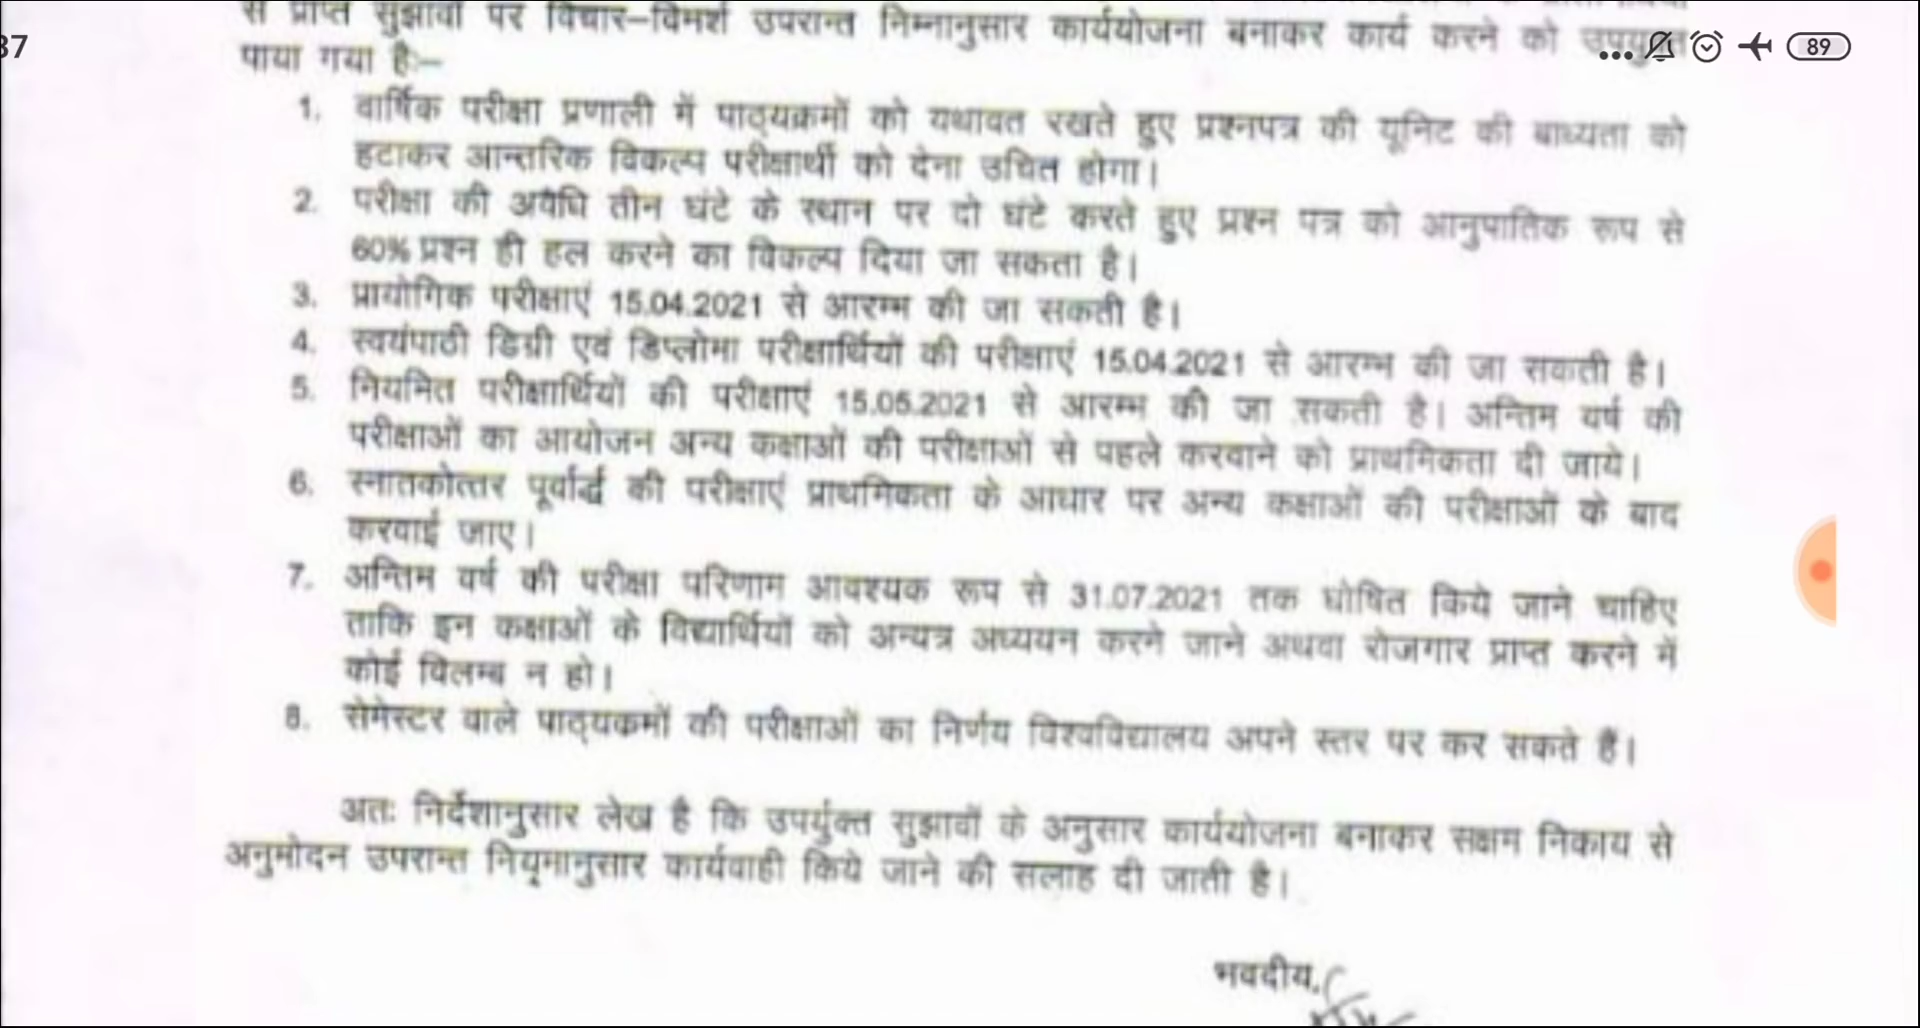 से प्राप्त सुझावों पर विचार–विमर्श उपरान्त निम्नानुसार कार्ययोजना बनाकर कार्य करने को
37
89
पाया गया है:–
1. वार्षिक परीक्षा प्रणाली में पाठ्यक्रमों को यथावत रखते हुए प्रश्नपत्र की यूनिट की बाध्यता को
हटाकर आन्तरिक विकल्प परीक्षार्थी को देना उचित होगा।
2. परीक्षा की अवधि तीन घंटे के स्थान पर दो घंटे करते हुए प्रश्न पत्र को आनुपातिक रूप से
60% प्रश्न ही हल करने का विकल्प दिया जा सकता है।
3. प्रायोगिक परीक्षाएं 15.04.2021 से आरम्भ की जा सकती है।
4. स्वयंपाठी डिग्री एवं डिप्लोमा परीक्षार्थियों की परीक्षाएं 15.04.2021 से आरम्भ की जा सकती है।
5. नियमित परीक्षार्थियों की परीक्षाएं 15.05.2021 से आरम्भ की जा सकती है। अन्तिम वर्ष की
परीक्षाओं का आयोजन अन्य कक्षाओं की परीक्षाओं से पहले करवाने को प्राथमिकता दी जाये।
6. स्नातकोत्तर पूर्वार्द्ध की परीक्षाएं प्राथमिकता के आधार पर अन्य कक्षाओं की परीक्षाओं के बाद
करवाई जाए।
7. अन्तिम वर्ष की परीक्षा परिणाम आवश्यक रूप से 31.07.2021 तक घोषित किये जाने चाहिए
ताकि इन कक्षाओं के विद्यार्थियों को अन्यत्र अध्ययन करने जाने अथवा रोजगार प्राप्त करने में
कोई विलम्ब न हो।
8. सेमेस्टर वाले पाठ्यकमों की परीक्षाओं का निर्णय विश्वविद्यालय अपने स्तर पर कर सकते हैं।
अतः निर्देशानुसार लेख है कि उपर्युक्त सुझावों के अनुसार कार्ययोजना बनाकर सक्षम निकाय से
अनुमोदन उपरान्त नियमानुसार कार्यवाही किये जाने की सलाह दी जाती है।
भवदीय,